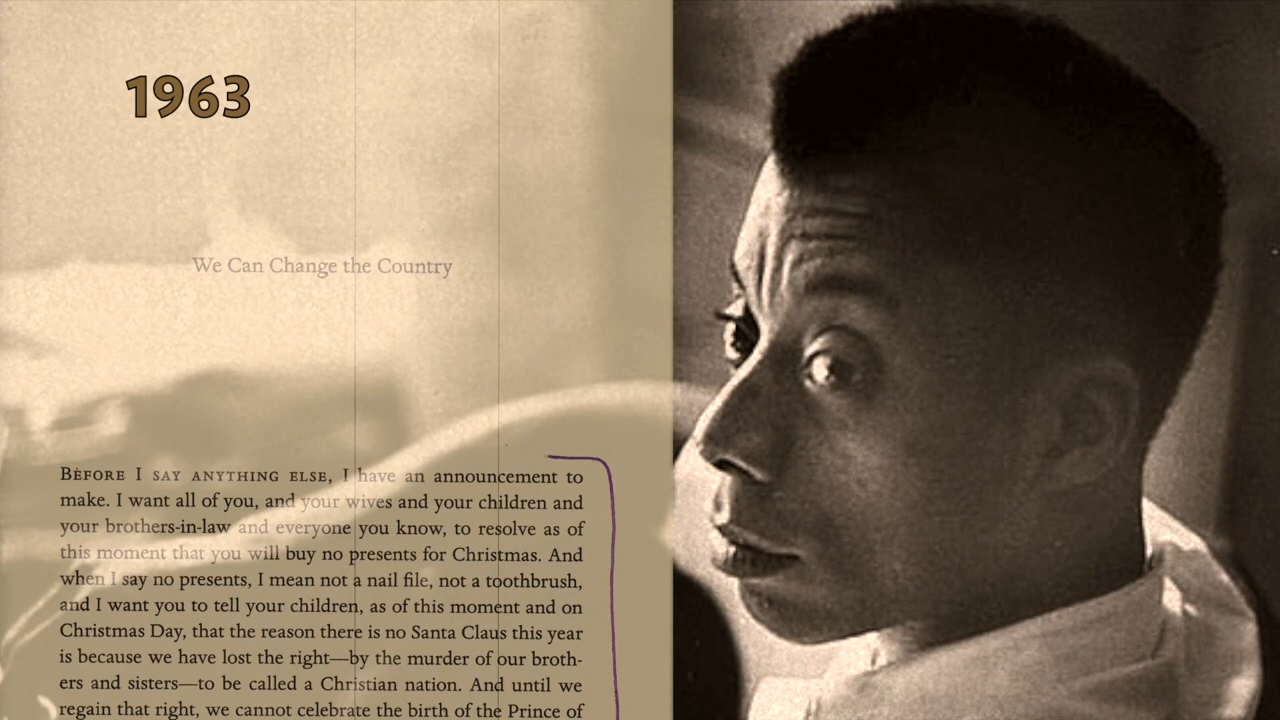 1963
We Can Change the Country
Before I say anything else, I have an announcement to
make. I want all of you, and your wives and your children and
your brothers-in-law and everyone you know, to resolve as of
this moment that you will buy no presents for Christmas. And
when I say no presents, I mean not a nail file, not a toothbrush,
and I want you to tell your children, as of this moment and on
Christmas Day, that the reason there is no Santa Claus this year
is because we have lost the right—by the murder of our broth-
ers and sisters—to be called a Christian nation. And until we
regain that right, we cannot celebrate the birth of the Prince of